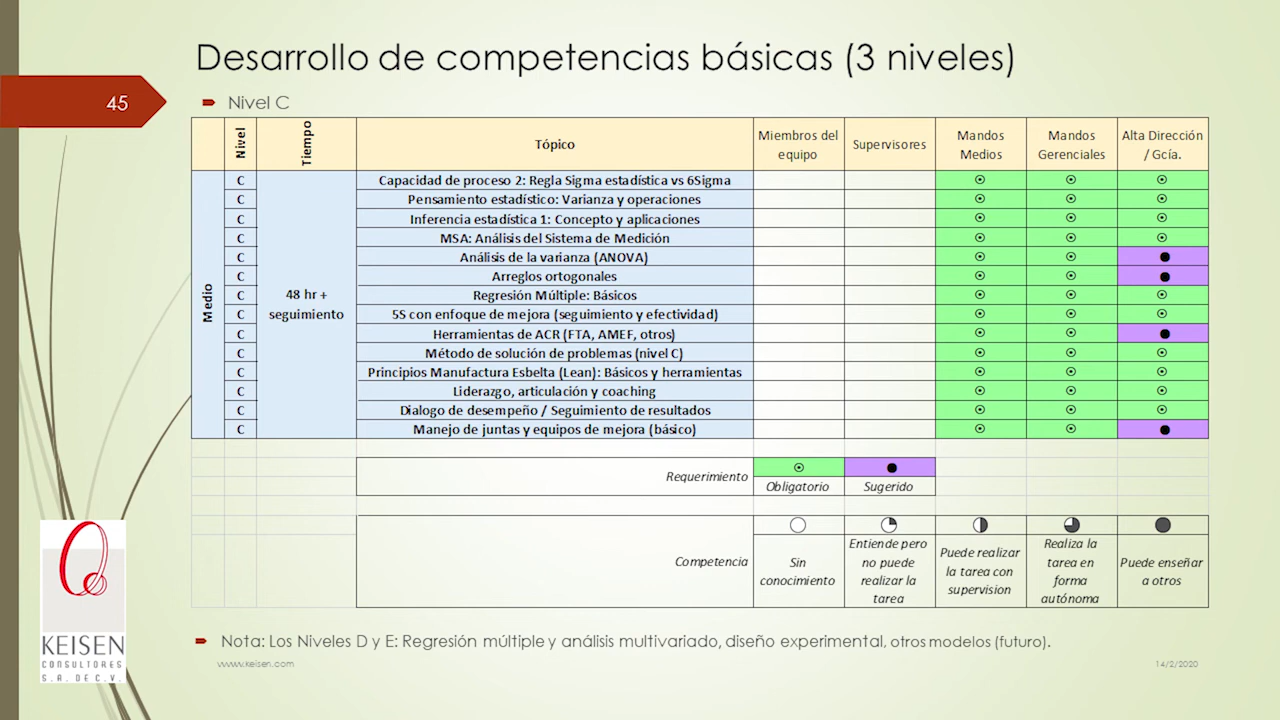 Desarrollo de competencias básicas (3 niveles)
45
Nivel C
Nivel
Tiempo
Tópico
Miembros del equipo
Supervisores
Mandos Medios
Mandos Gerenciales
Alta Dirección / Gcía.
Medio
48 hr + seguimiento
C Capacidad de proceso 2: Regla Sigma estadística vs 6Sigma
C Pensamiento estadístico: Varianza y operaciones
C Inferencia estadística 1: Concepto y aplicaciones
C MSA: Análisis del Sistema de Medición
C Análisis de la varianza (ANOVA)
C Arreglos ortogonales
C Regresión Múltiple: Básicos
C 5S con enfoque de mejora (seguimiento y efectividad)
C Herramientas de ACR (FTA, AMEF, otros)
C Método de solución de problemas (nivel C)
C Principios Manufactura Esbelta (Lean): Básicos y herramientas
C Liderazgo, articulación y coaching
C Dialogo de desempeño / Seguimiento de resultados
C Manejo de juntas y equipos de mejora (básico)
Requerimiento
Obligatorio
Sugerido
Competencia
Sin conocimiento
Entiende pero no puede realizar la tarea
Puede realizar la tarea con supervision
Realiza la tarea en forma autónoma
Puede enseñar a otros
KEISEN
CONSULTORES
S.A. DE C.V.
Nota: Los Niveles D y E: Regresión múltiple y análisis multivariado, diseño experimental, otros modelos (futuro).
www.keisen.com
14/2/2020